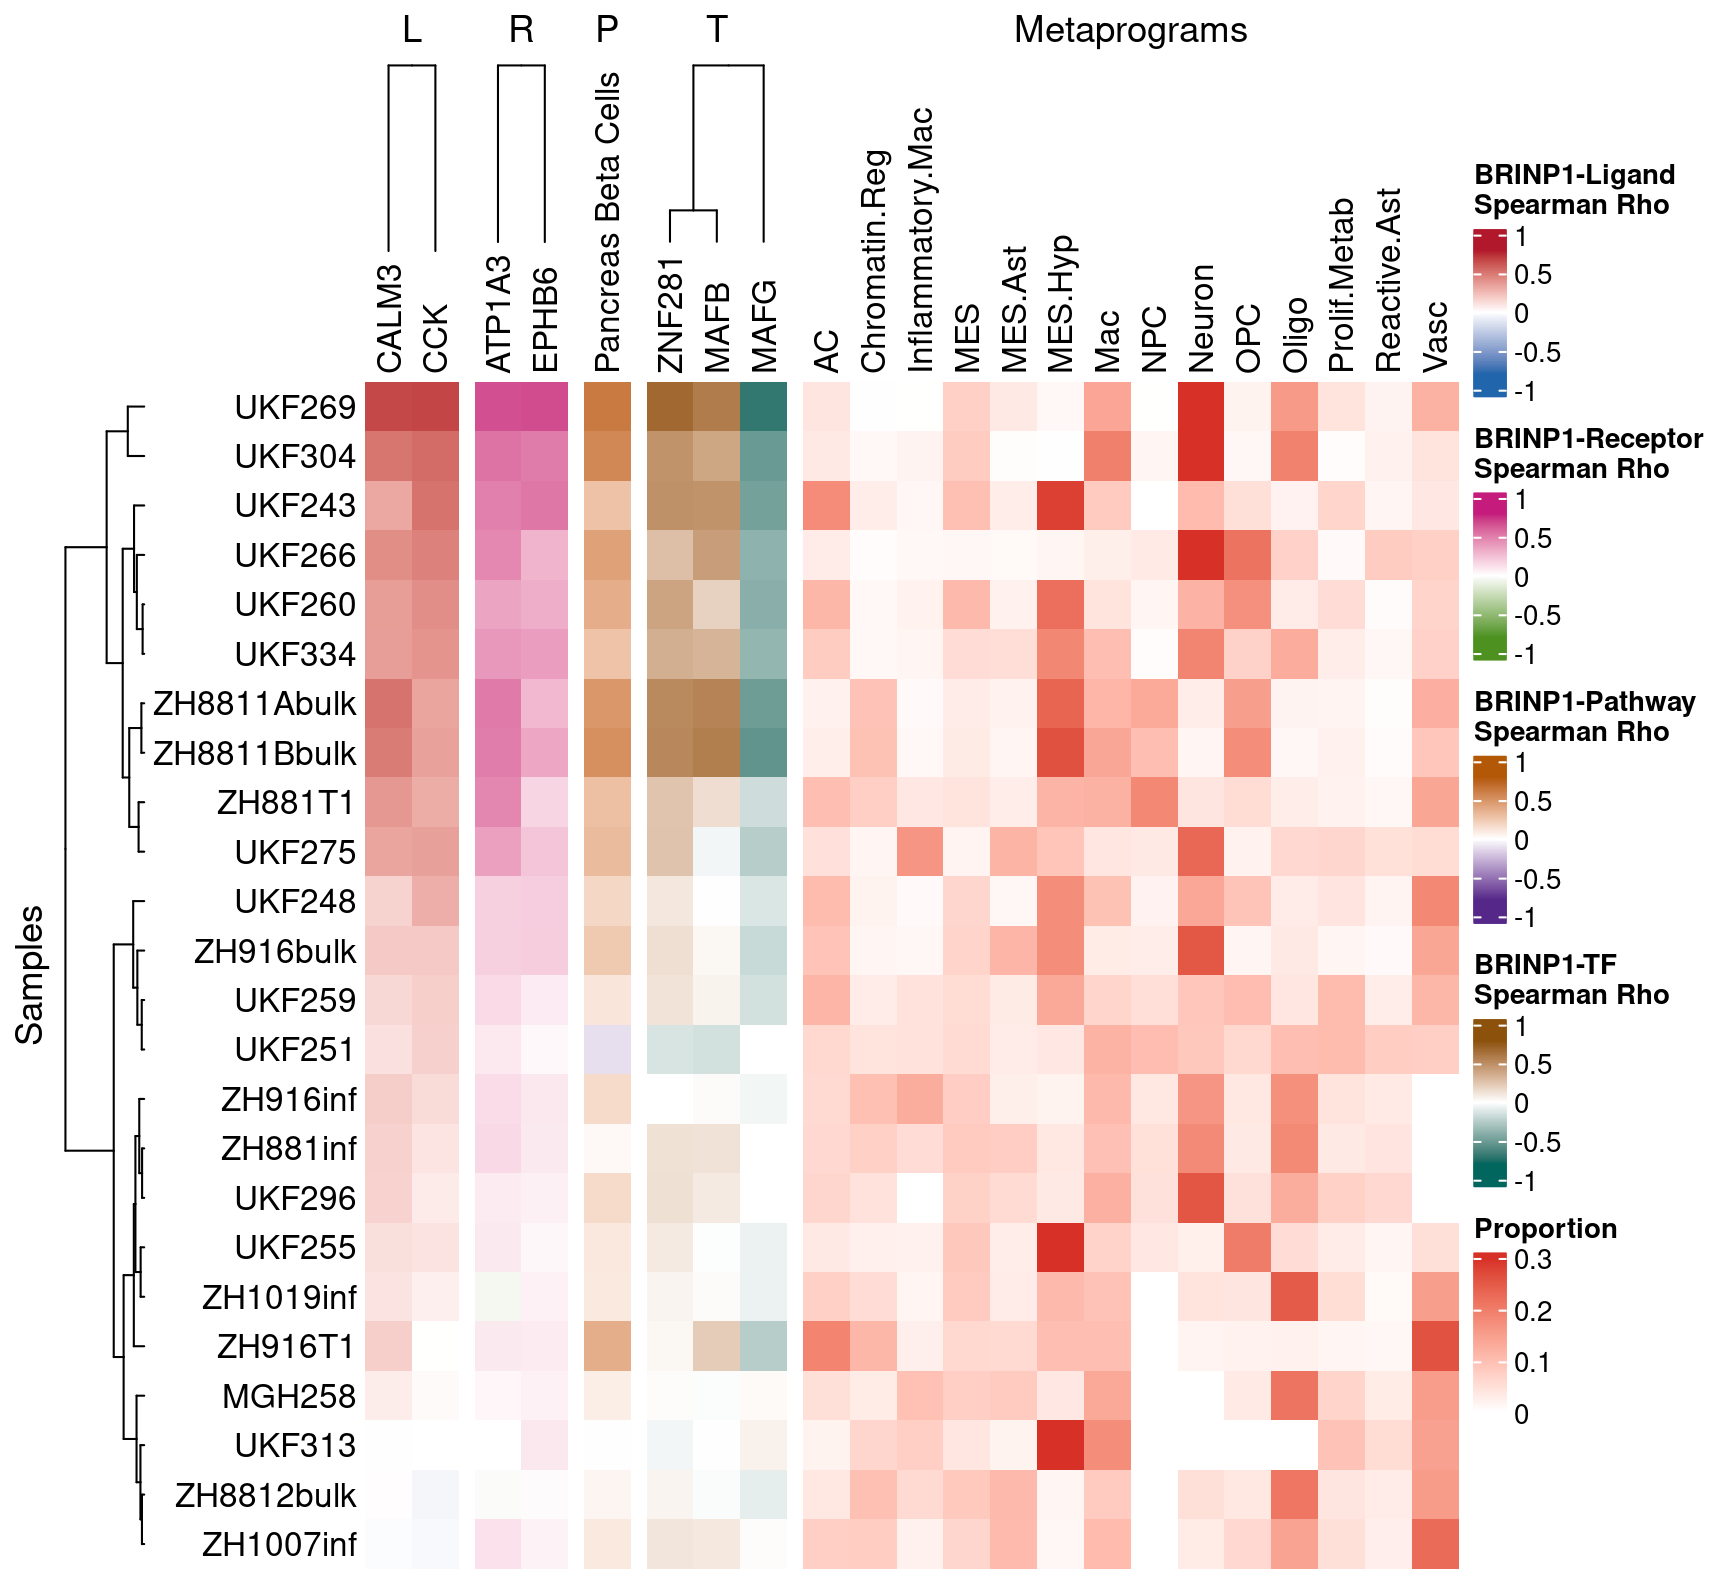 L R P T Metaprograms
CALM3
CCK
ATP1A3
EPHB6
Pancreas Beta Cells
ZNF281
MAFB
MAFG
AC
Chromatin.Reg
Inflammatory.Mac
MES
MES.Ast
MES.Hyp
Mac
NPC
Neuron
OPC
Oligo
Prolif.Metab
Reactive.Ast
Vasc
Samples
UKF269
UKF304
UKF243
UKF266
UKF260
UKF334
ZH8811Abulk
ZH8811Bbulk
ZH881T1
UKF275
UKF248
ZH916bulk
UKF259
UKF251
ZH916inf
ZH881inf
UKF296
UKF255
ZH1019inf
ZH916T1
MGH258
UKF313
ZH8812bulk
ZH1007inf
BRINP1-Ligand
Spearman Rho
1
0.5
0
-0.5
-1
BRINP1-Receptor
Spearman Rho
1
0.5
0
-0.5
-1
BRINP1-Pathway
Spearman Rho
1
0.5
0
-0.5
-1
BRINP1-TF
Spearman Rho
1
0.5
0
-0.5
-1
Proportion
0.3
0.2
0.1
0